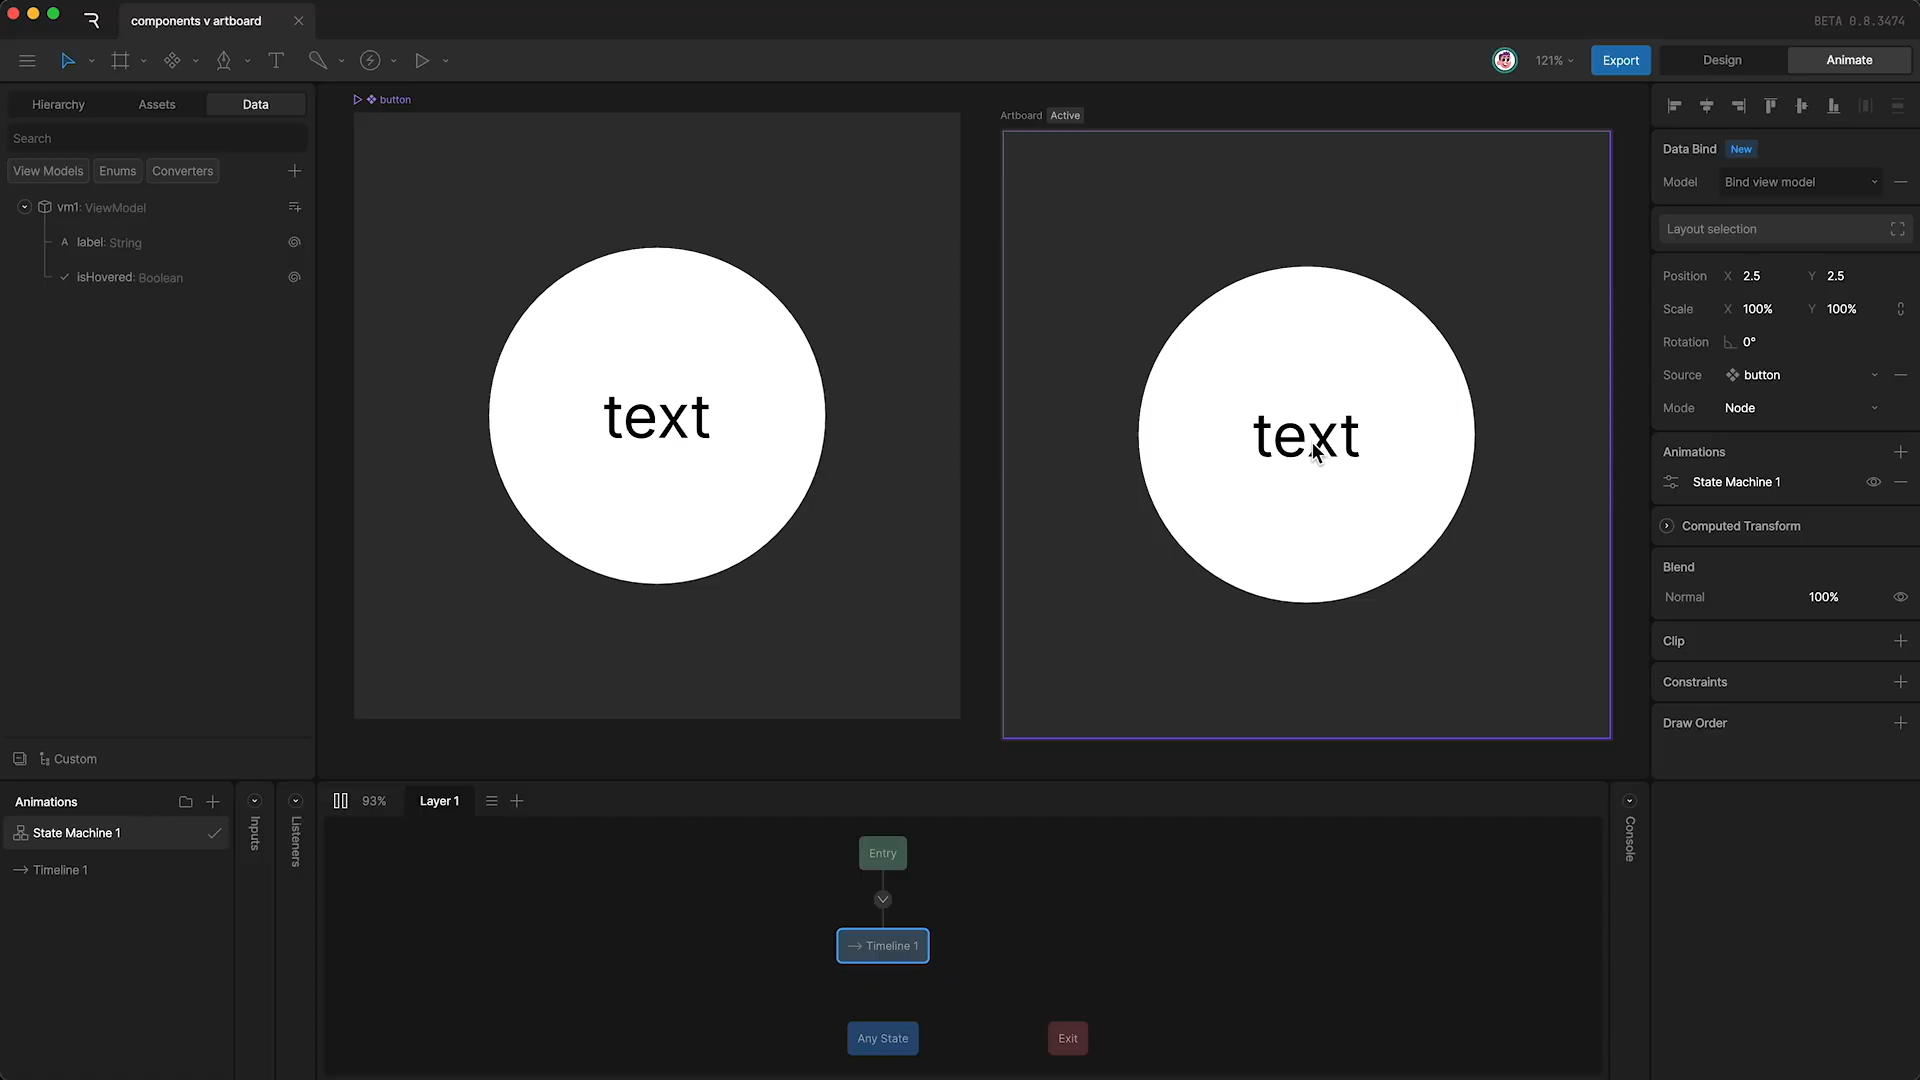 components v artboard
BETA 0.8.3474
T
121%
Export
Design
Animate
Hierarchy
Assets
Data
Search
View Models
Enums
Converters
vm1: ViewModel
A label: String
isHovered: Boolean
Custom
button
text
Artboard Active
text
Data Bind New
Model Bind view model
Layout selection
Position X 2.5 Y 2.5
Scale X 100% Y 100%
Rotation 0°
Source button
Mode Node
Animations
State Machine 1
Computed Transform
Blend
Normal 100%
Clip
Constraints
Draw Order
Animations
State Machine 1
Timeline 1
Inputs
Listeners
93%
Layer 1
Entry
Timeline 1
Any State
Exit
Console